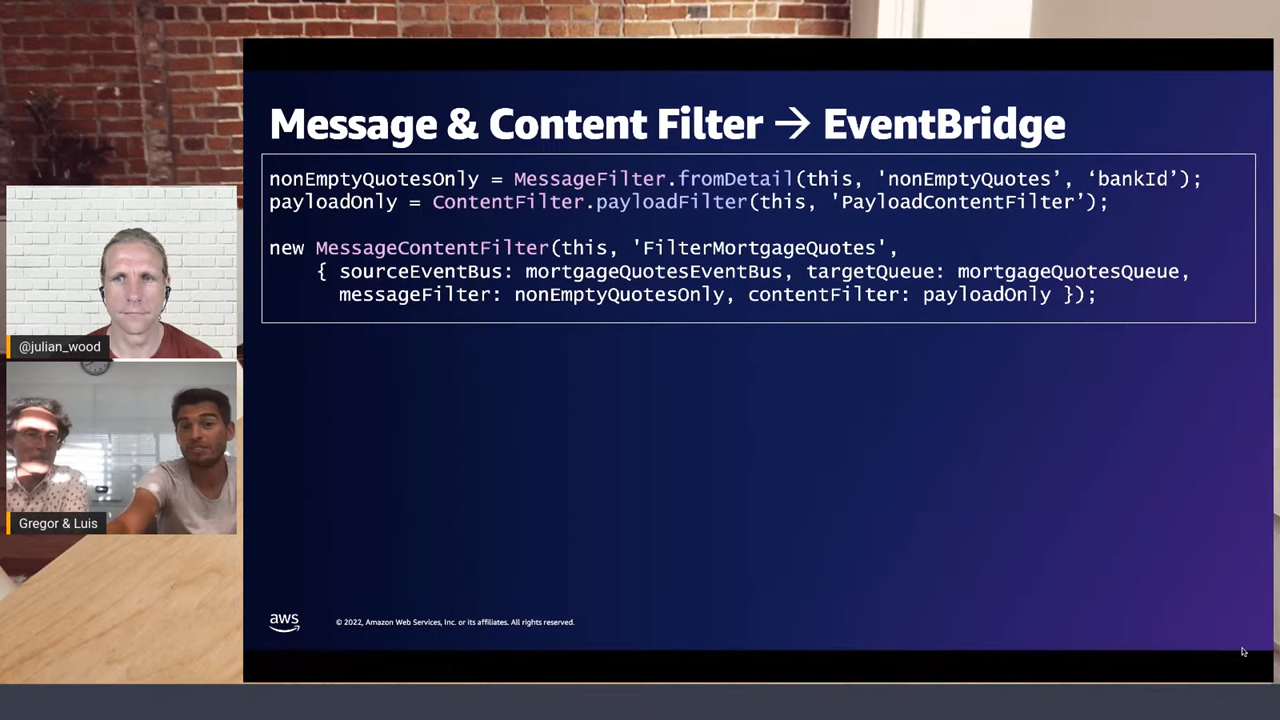 Message & Content Filter → EventBridge
nonEmptyQuotesOnly = MessageFilter.fromDetail(this, 'nonEmptyQuotes’, ‘bankId’);
payloadOnly = ContentFilter.payloadFilter(this, 'PayloadContentFilter’);
new MessageContentFilter(this, 'FilterMortgageQuotes',
{ sourceEventBus: mortgageQuotesEventBus, targetQueue: mortgageQuotesQueue,
messageFilter: nonEmptyQuotesOnly, contentFilter: payloadOnly });
@julian_wood
Gregor & Luis
aws
© 2022, Amazon Web Services, Inc. or its affiliates. All rights reserved.